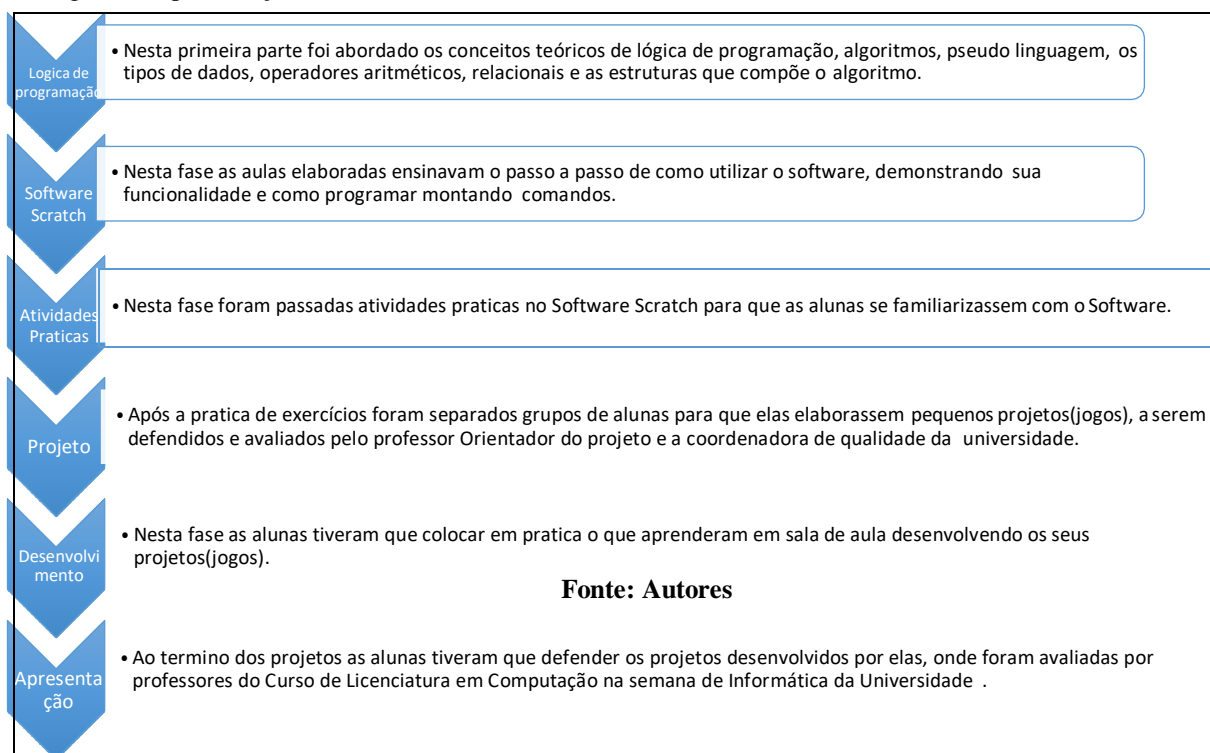 Logica de
programação
• Nesta primeira parte foi abordado os conceitos teóricos de lógica de programação, algoritmos, pseudo linguagem, os
tipos de dados, operadores aritméticos, relacionais e as estruturas que compõe o algoritmo.
Software
Scratch
• Nesta fase as aulas elaboradas ensinavam o passo a passo de como utilizar o software, demonstrando sua
funcionalidade e como programar montando comandos.
Atividades
Praticas
• Nesta fase foram passadas atividades praticas no Software Scratch para que as alunas se familiarizassem com o Software.
Projeto
• Após a pratica de exercícios foram separados grupos de alunas para que elas elaborassem pequenos projetos(jogos), a serem
defendidos e avaliados pelo professor Orientador do projeto e a coordenadora de qualidade da universidade.
Desenvolvi
mento
• Nesta fase as alunas tiveram que colocar em pratica o que aprenderam em sala de aula desenvolvendo os seus
projetos(jogos).
Fonte: Autores
Apresenta
ção
• Ao termino dos projetos as alunas tiveram que defender os projetos desenvolvidos por elas, onde foram avaliadas por
professores do Curso de Licenciatura em Computação na semana de Informática da Universidade .